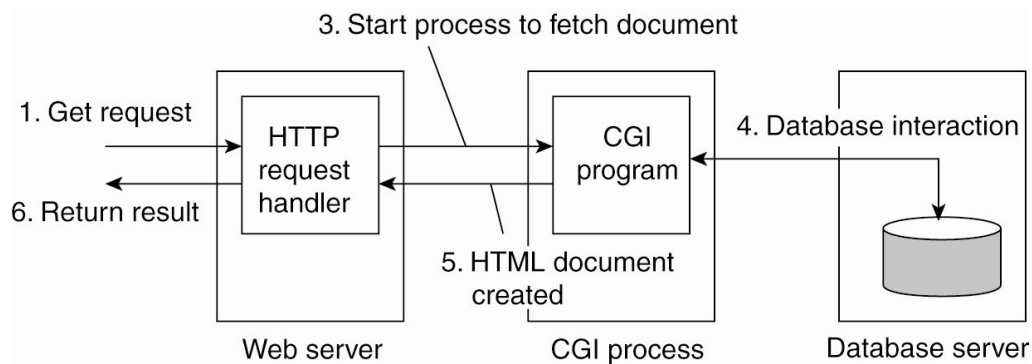 3. Start process to fetch document
1. Get request
HTTP
request
handler
6. Return result
CGI
program
4. Database interaction
5. HTML document
created
Web server
CGI process
Database server